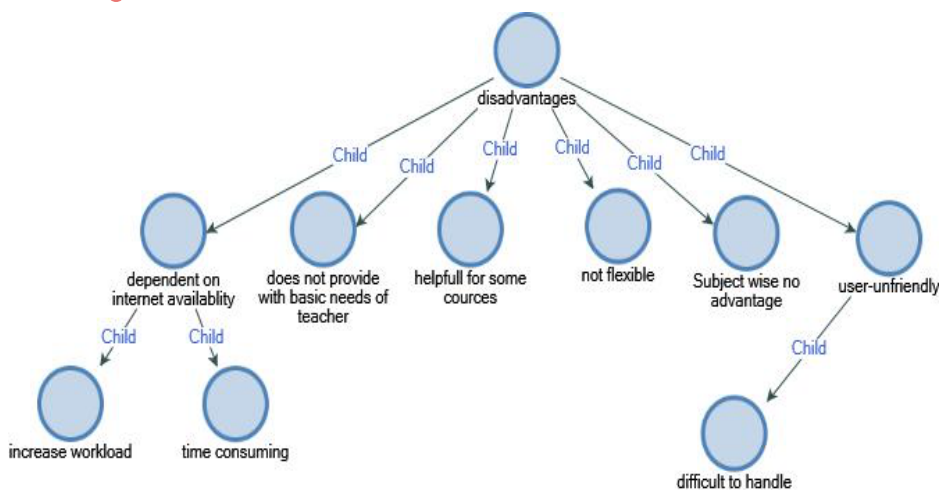 disadvantages
Child
Child
Child
Child
Child
Child
dependent on
internet availablity
does not provide
with basic needs of
teacher
helpfull for some
cources
not flexible
Subject wise no
advantage
user-unfriendly
Child
Child
Child
increase workload
time consuming
difficult to handle